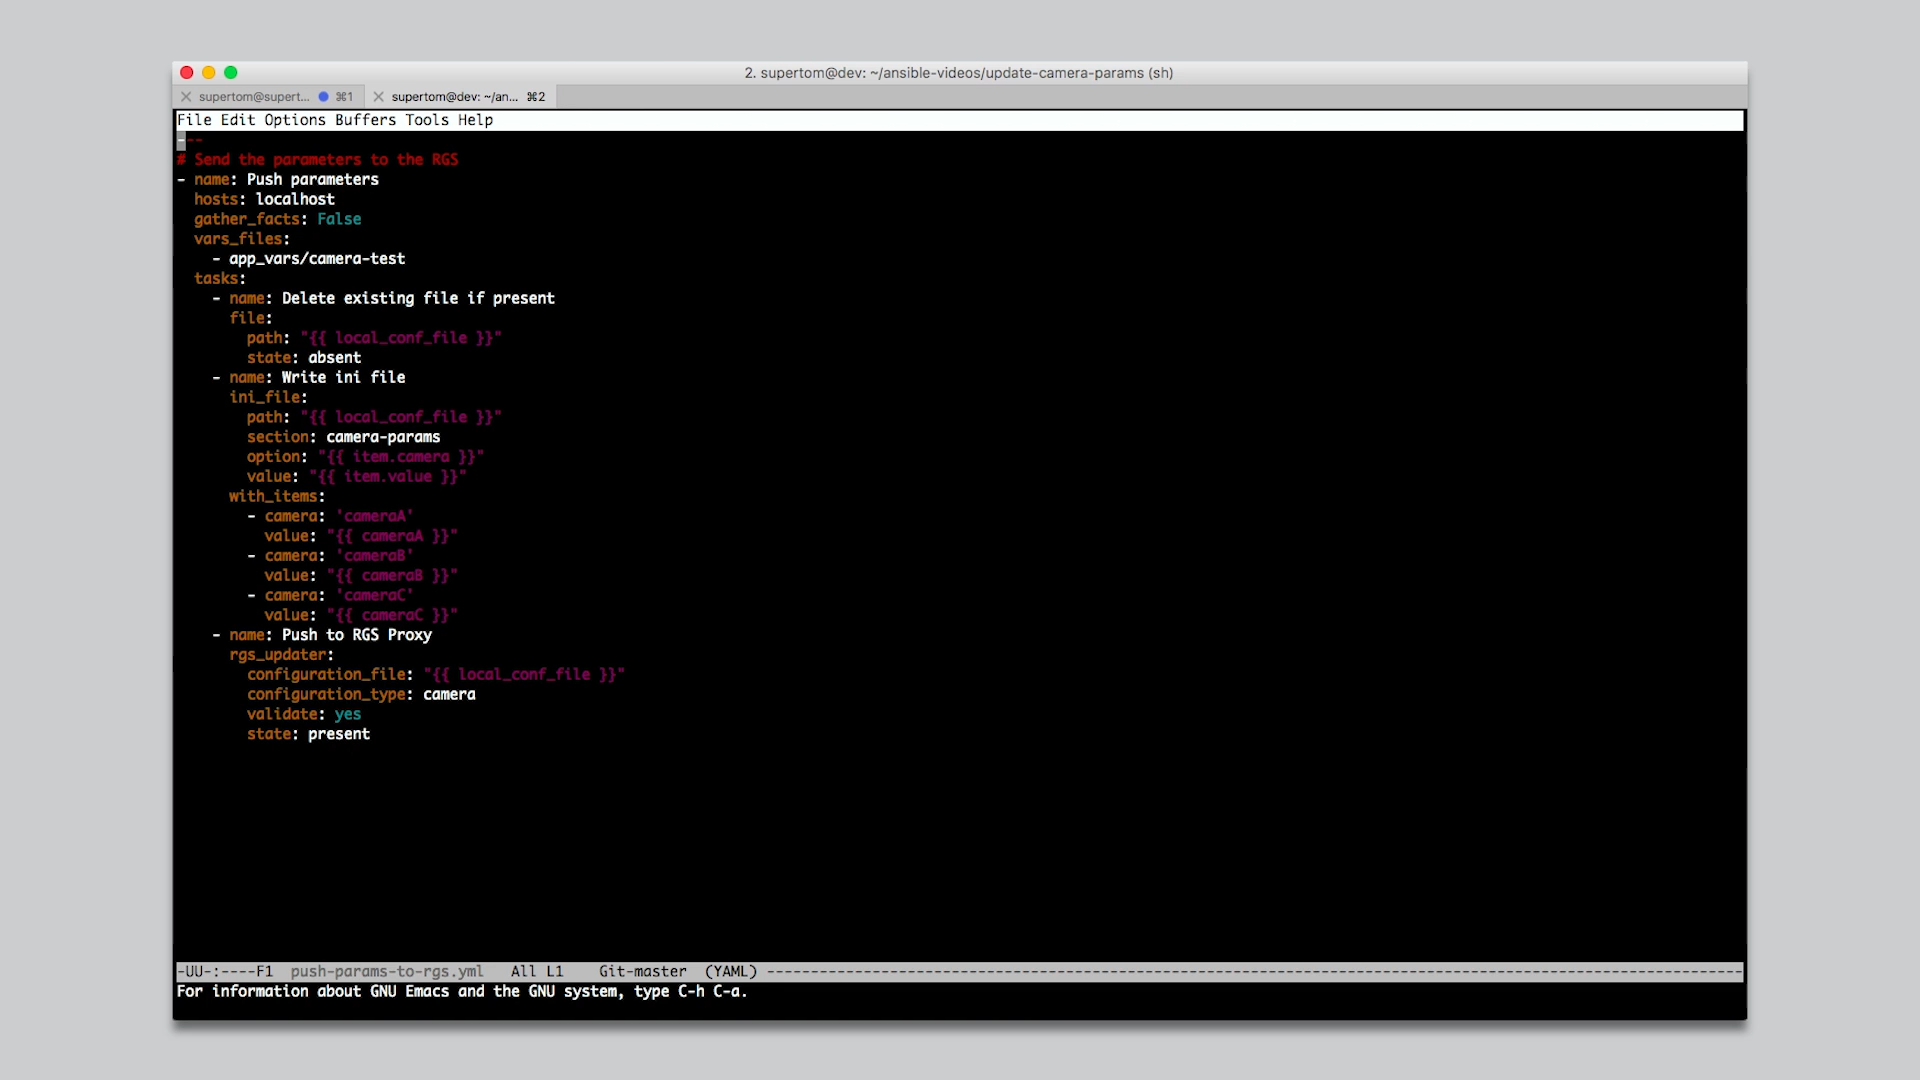 2. supertom@dev: ~/ansible-videos/update-camera-params (sh)
supertom@supert... ⌘1 supertom@dev: ~/an... ⌘2
File Edit Options Buffers Tools Help
---
# Send the parameters to the RGS
- name: Push parameters
  hosts: localhost
  gather_facts: False
  vars_files:
    - app_vars/camera-test
  tasks:
    - name: Delete existing file if present
      file:
        path: "{{ local_conf_file }}"
        state: absent
    - name: Write ini file
      ini_file:
        path: "{{ local_conf_file }}"
        section: camera-params
        option: "{{ item.camera }}"
        value: "{{ item.value }}"
      with_items:
        - camera: 'cameraA'
          value: "{{ cameraA }}"
        - camera: 'cameraB'
          value: "{{ cameraB }}"
        - camera: 'cameraC'
          value: "{{ cameraC }}"
    - name: Push to RGS Proxy
      rgs_updater:
        configuration_file: "{{ local_conf_file }}"
        configuration_type: camera
        validate: yes
        state: present
-UU-:----F1  push-params-to-rgs.yml   All L1    Git-master  (YAML) ---------------------------------------------------------------------------------------------------------------
For information about GNU Emacs and the GNU system, type C-h C-a.